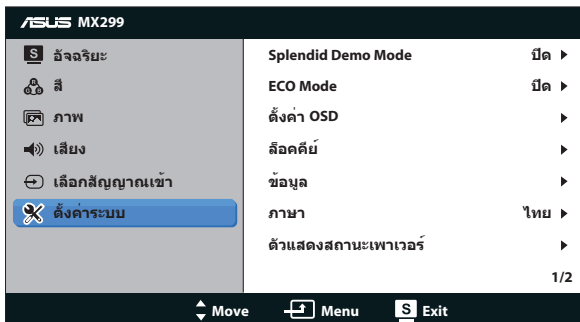 ASUS MX299
S อัจฉริยะ
สี
ภาพ
เสียง
เลือกสัญญาณเข้า
ตั้งค่าระบบ
Splendid Demo Mode ปิด
ECO Mode ปิด
ตั้งค่า OSD
ล็อคคีย์
ข้อมูล
ภาษา ไทย
ตัวแสดงสถานะเพาเวอร์
1/2
Move Menu S Exit